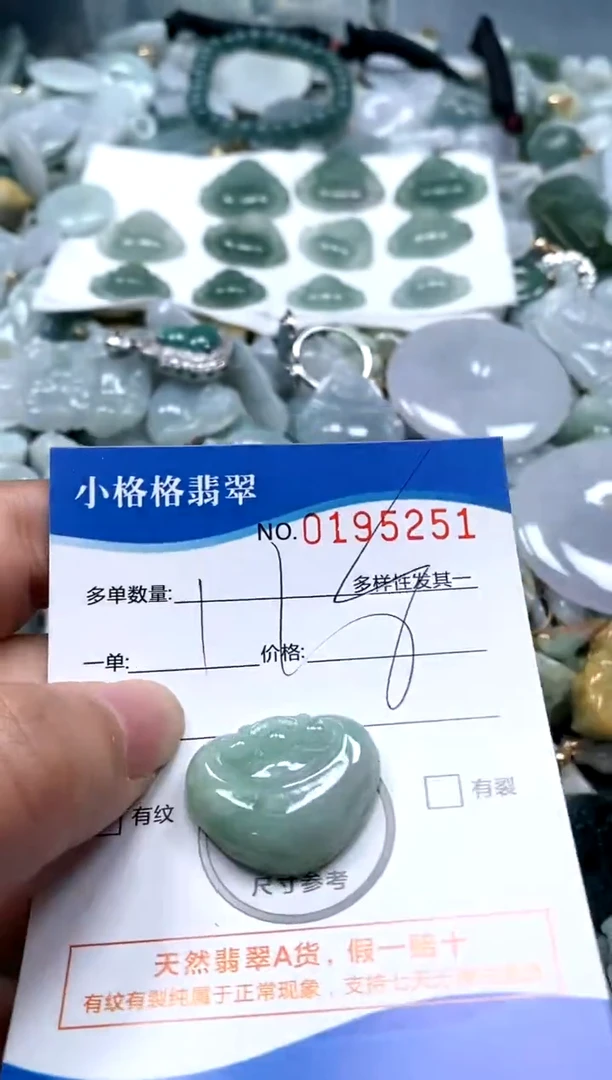 小格格翡翠
NO.0195251
多单数量:
多样性发其一
一单:
价格:
有纹
有裂
尺寸参考
天然翡翠A货，假一赔十
有纹有裂纯属于正常现象，支持七天